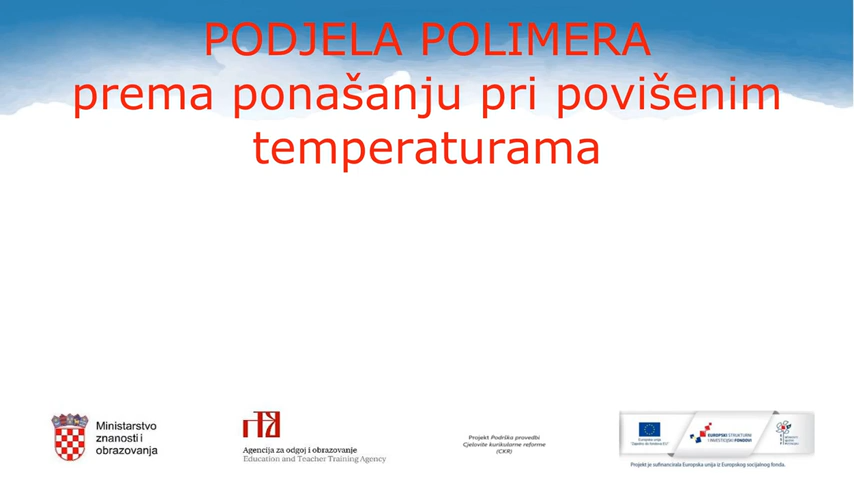 PODJELA POLIMERA
prema ponašanju pri povišenim
temperaturama
Ministarstvo
znanosti i
obrazovanja
Agencija za odgoj i obrazovanje
Education and Teacher Training Agency
Projekt Podrška provedbi
Cjelovite kurikularne reforme
(CKR)
Europska unija
EUROPSKI STRUKTURNI
I INVESTICIJSKI FONDOVI
Projekt je sufinancirala Europska unija iz Europskog socijalnog fonda.